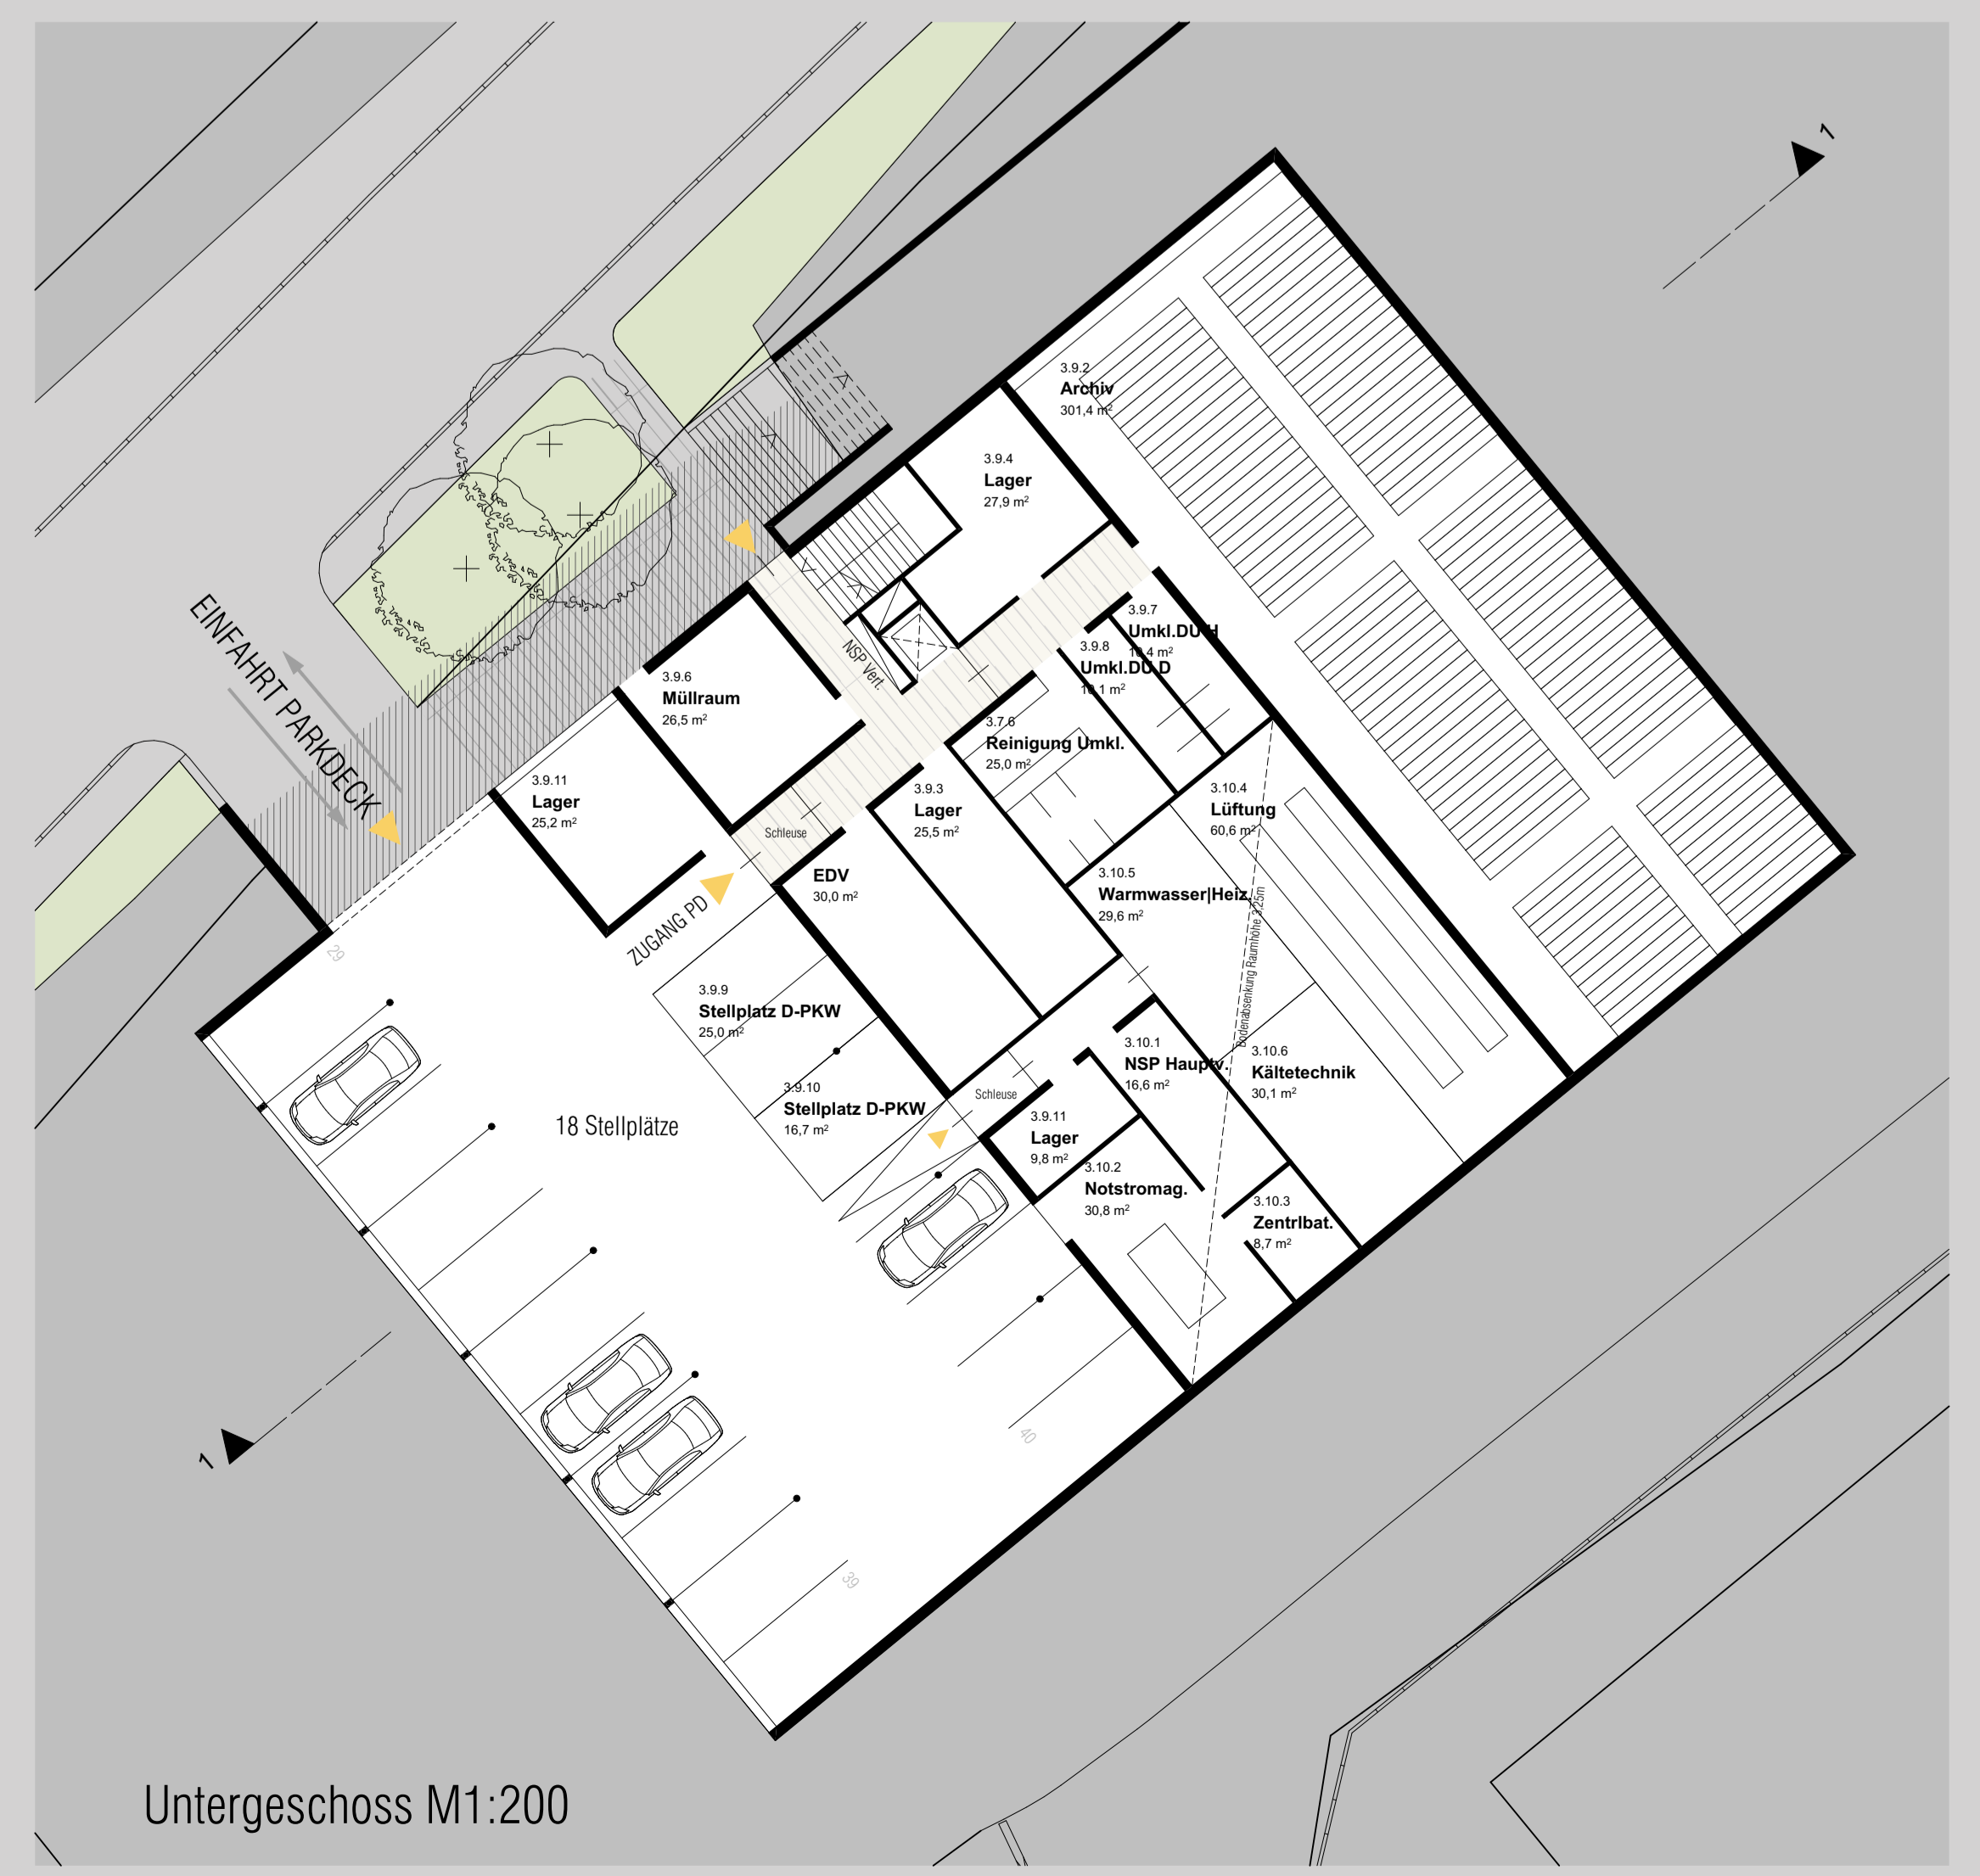 1
3.9.2
Archiv
301,4 m²
3.9.4
Lager
27,9 m²
3.9.7
Umkl.DU H
10,4 m²
3.9.8
Umkl.DU D
10,1 m²
NSP Vert.
3.9.6
Müllraum
26,5 m²
EINFAHRT PARKDECK
3.7.6
Reinigung Umkl.
25,0 m²
3.9.11
Lager
25,2 m²
3.9.3
Lager
25,5 m²
3.10.4
Lüftung
60,6 m²
Schleuse
EDV
30,0 m²
3.10.5
Warmwasser|Heiz.
29,6 m²
ZUGANG PD
29
Bodenabsenkung Raumhöhe 3,25m
3.9.9
Stellplatz D-PKW
25,0 m²
3.10.1
NSP Hauptv.
16,6 m²
3.10.6
Kältetechnik
30,1 m²
3.9.10
Stellplatz D-PKW
16,7 m²
Schleuse
18 Stellplätze
3.9.11
Lager
9,8 m²
3.10.2
Notstromag.
30,8 m²
3.10.3
Zentrlbat.
8,7 m²
40
1
39
Untergeschoss M1:200